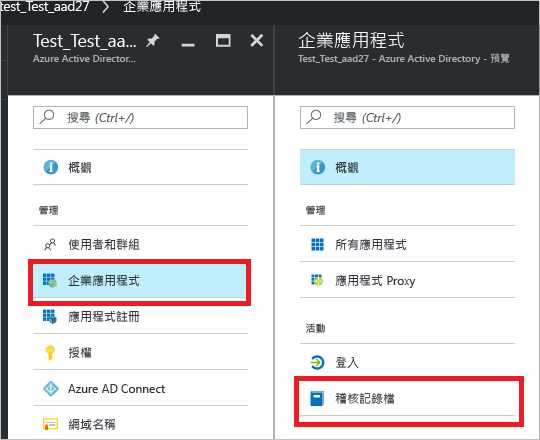 test_Test_aad27 > 企業應用程式
Test_Test_aa...
Azure Active Director...
搜尋 (Ctrl+/)
概觀
管理
使用者和群組
企業應用程式
應用程式註冊
授權
Azure AD Connect
網域名稱
企業應用程式
Test_Test_aad27 - Azure Active Directory - 預覽
搜尋 (Ctrl+/)
概觀
管理
所有應用程式
應用程式 Proxy
活動
登入
稽核記錄檔